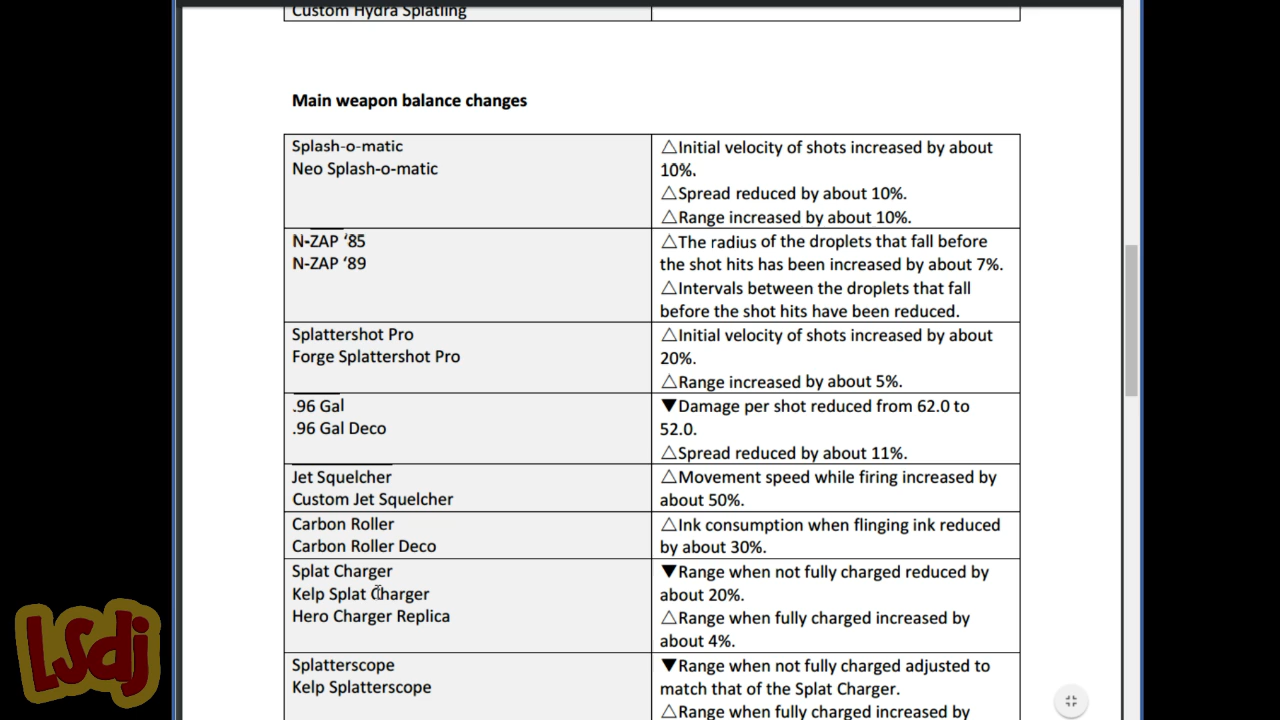 Custom Hydra Splatling
Main weapon balance changes
Splash-o-matic
Neo Splash-o-matic
△Initial velocity of shots increased by about
10%.
△Spread reduced by about 10%.
△Range increased by about 10%.
N-ZAP ‘85
N-ZAP ‘89
△The radius of the droplets that fall before
the shot hits has been increased by about 7%.
△Intervals between the droplets that fall
before the shot hits have been reduced.
Splattershot Pro
Forge Splattershot Pro
△Initial velocity of shots increased by about
20%.
△Range increased by about 5%.
.96 Gal
.96 Gal Deco
▼Damage per shot reduced from 62.0 to
52.0.
△Spread reduced by about 11%.
Jet Squelcher
Custom Jet Squelcher
△Movement speed while firing increased by
about 50%.
Carbon Roller
Carbon Roller Deco
△Ink consumption when flinging ink reduced
by about 30%.
Splat Charger
Kelp Splat Charger
Hero Charger Replica
▼Range when not fully charged reduced by
about 20%.
△Range when fully charged increased by
about 4%.
Splatterscope
Kelp Splatterscope
▼Range when not fully charged adjusted to
match that of the Splat Charger.
△Range when fully charged increased by
LSdj